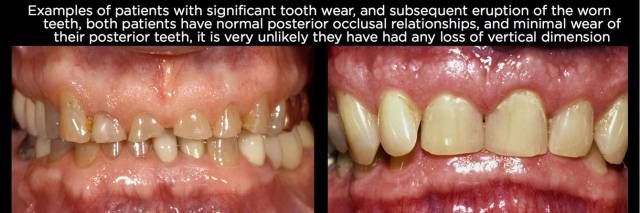 Examples of patients with significant tooth wear, and subsequent eruption of the worn
teeth, both patients have normal posterior occlusal relationships, and minimal wear of
their posterior teeth, it is very unlikely they have had any loss of vertical dimension